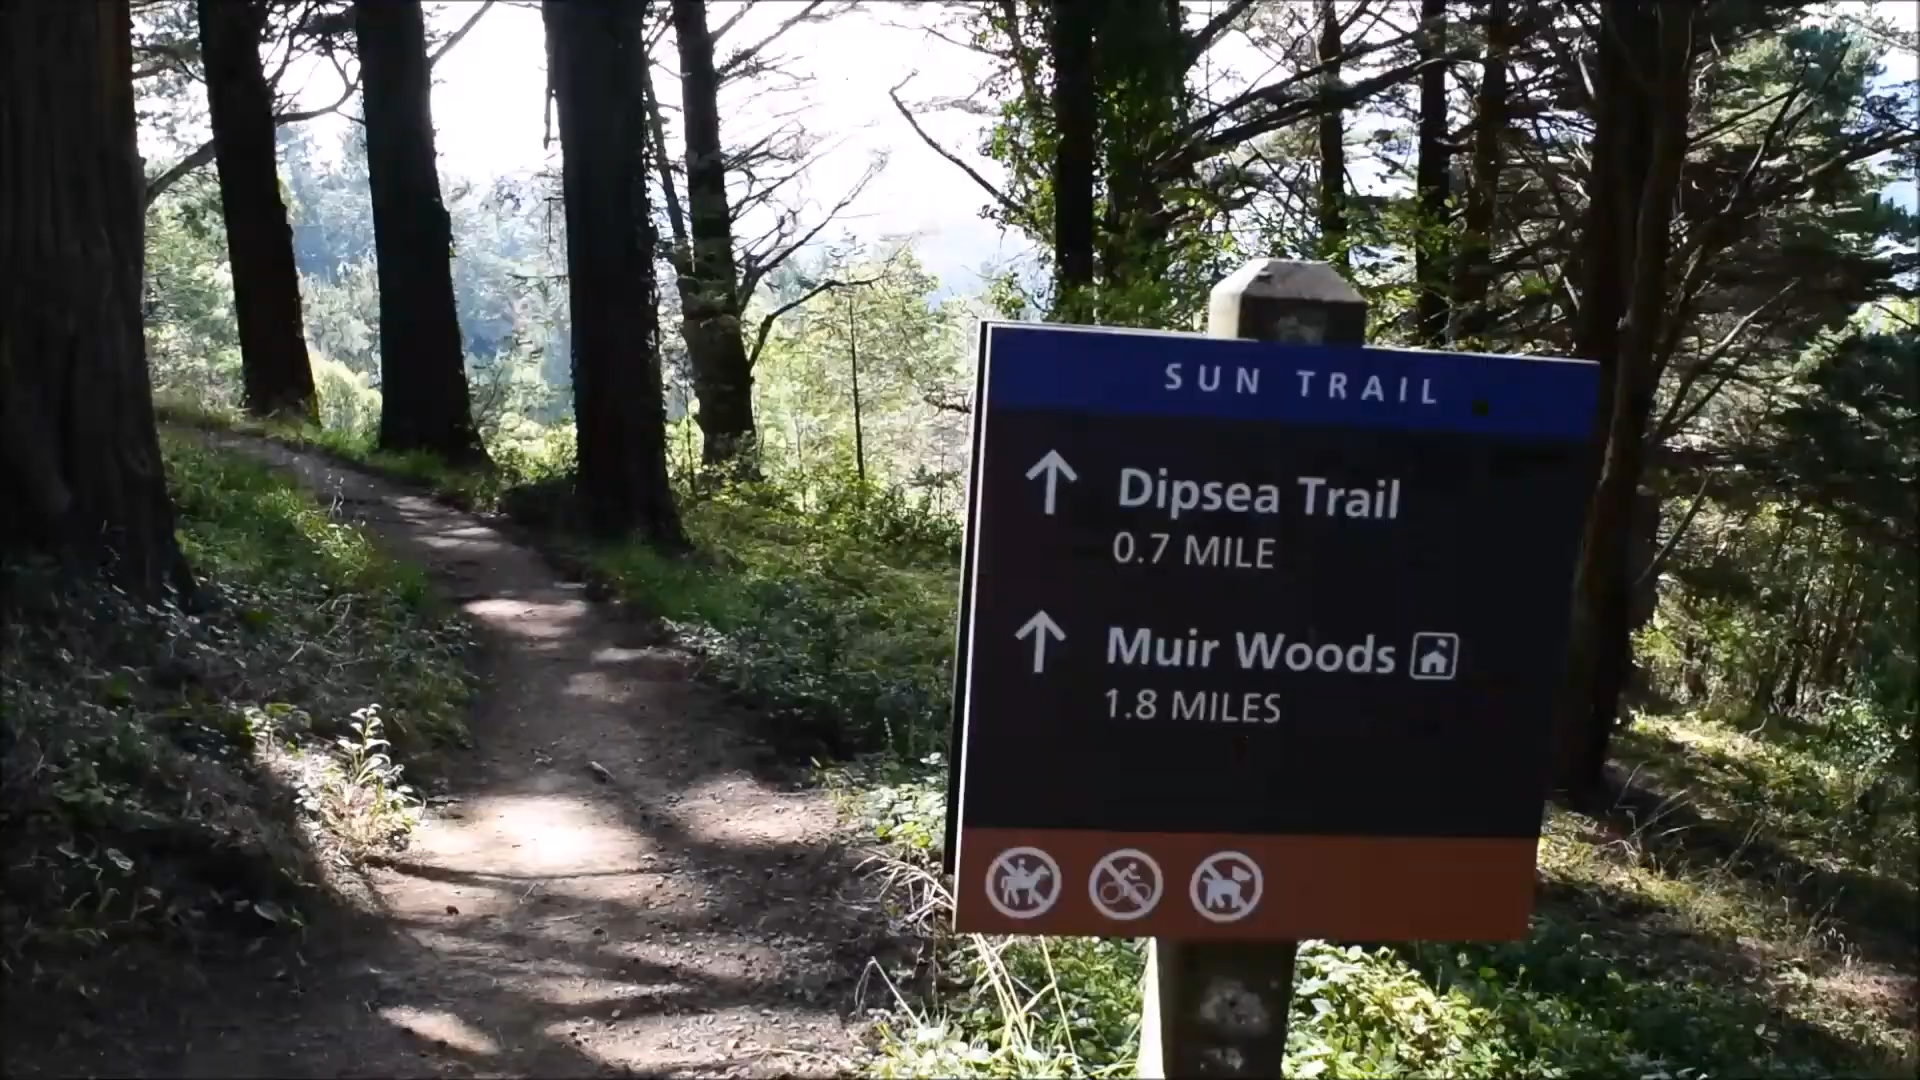 SUN TRAIL
Dipsea Trail
0.7 MILE
Muir Woods
1.8 MILES